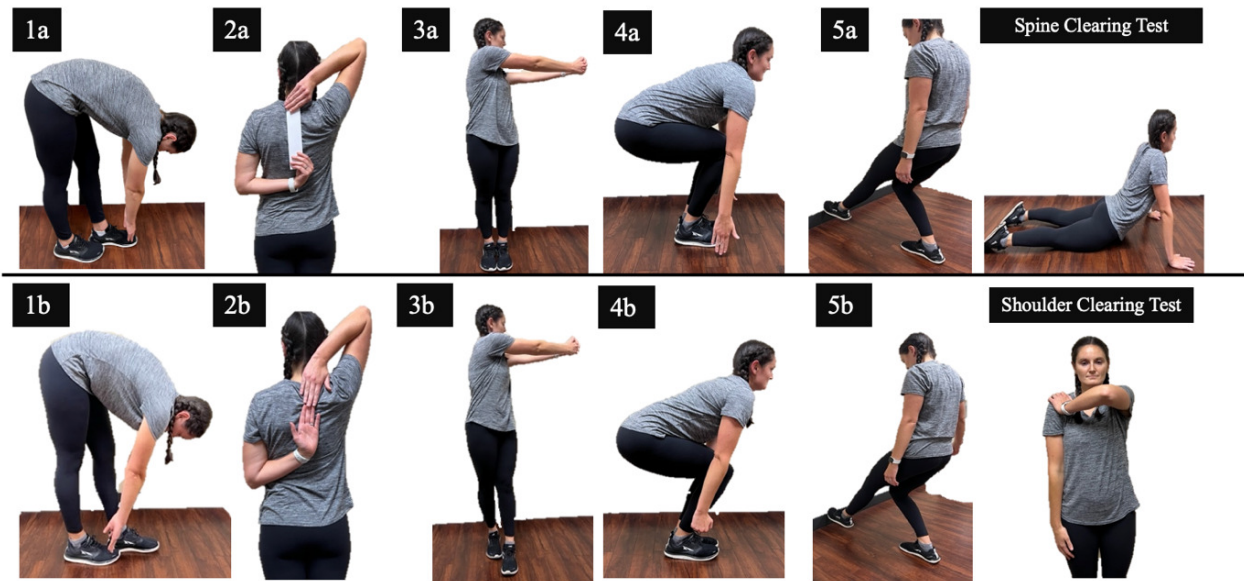 1a
2a
3a
4a
5a
Spine Clearing Test
1b
2b
3b
4b
5b
Shoulder Clearing Test